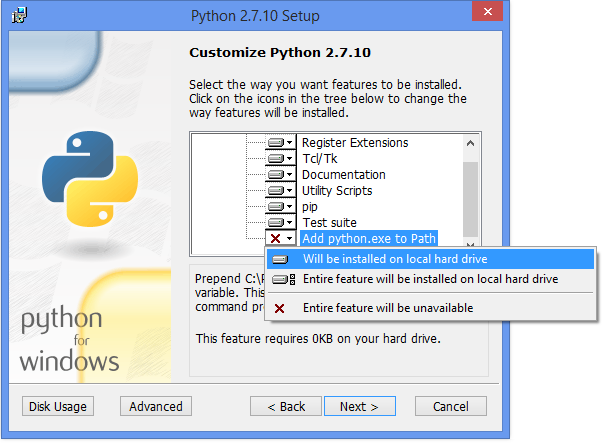 Python 2.7.10 Setup
Customize Python 2.7.10
Select the way you want features to be installed.
Click on the icons in the tree below to change the
way features will be installed.
Register Extensions
Tcl/Tk
Documentation
Utility Scripts
pip
Test suite
Add python.exe to Path
Will be installed on local hard drive
Entire feature will be installed on local hard drive
Entire feature will be unavailable
Prepend C:\
variable. This
command
This feature requires 0KB on your hard drive.
python
for
windows
Disk Usage
Advanced
< Back
Next >
Cancel